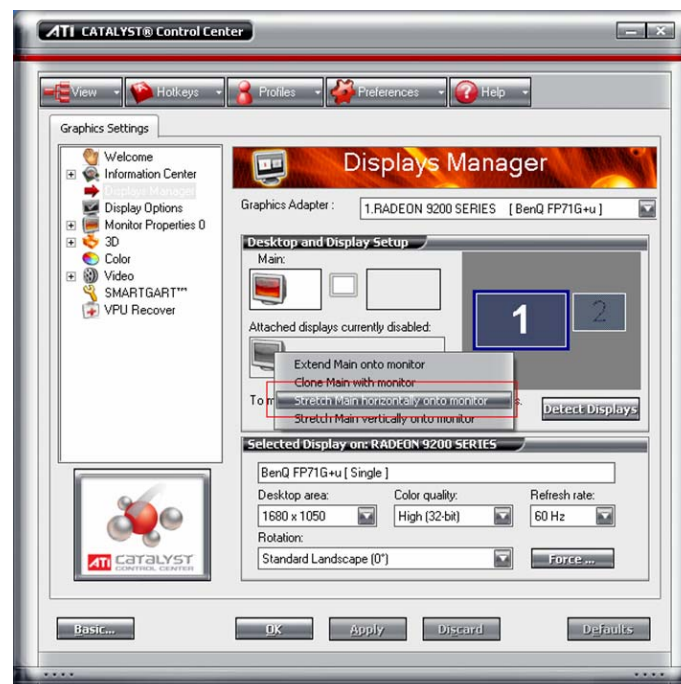 ATI CATALYST® Control Center
View
Hotkeys
Profiles
Preferences
Help
Graphics Settings
Welcome
Information Center
Displays Manager
Display Options
Monitor Properties 0
3D
Color
Video
SMARTGART™
VPU Recover
Displays Manager
Graphics Adapter :
1.RADEON 9200 SERIES [ BenQ FP71G+u ]
Desktop and Display Setup
Main:
1
2
Attached displays currently disabled:
Extend Main onto monitor
Clone Main with monitor
To
Stretch Main horizontally onto monitor
Stretch Main vertically onto monitor
Detect Displays
Selected Display on: RADEON 9200 SERIES
BenQ FP71G+u [ Single ]
Desktop area:
Color quality:
Refresh rate:
1680 x 1050
High (32-bit)
60 Hz
Rotation:
Standard Landscape (0°)
Force ...
ATI CATALYST
CONTROL CENTER
Basic...
OK
Apply
Discard
Defaults